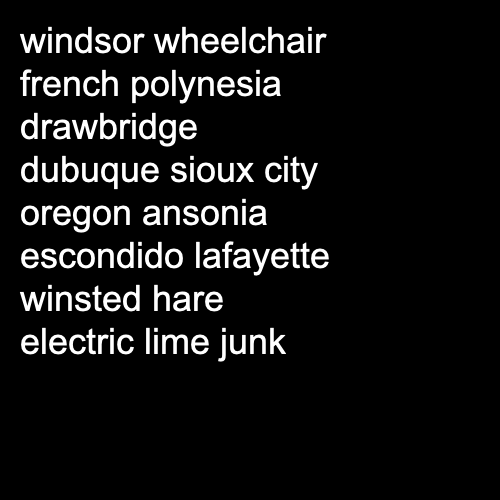 windsor wheelchair
french polynesia
drawbridge
dubuque sioux city
oregon ansonia
escondido lafayette
winsted hare
electric lime junk